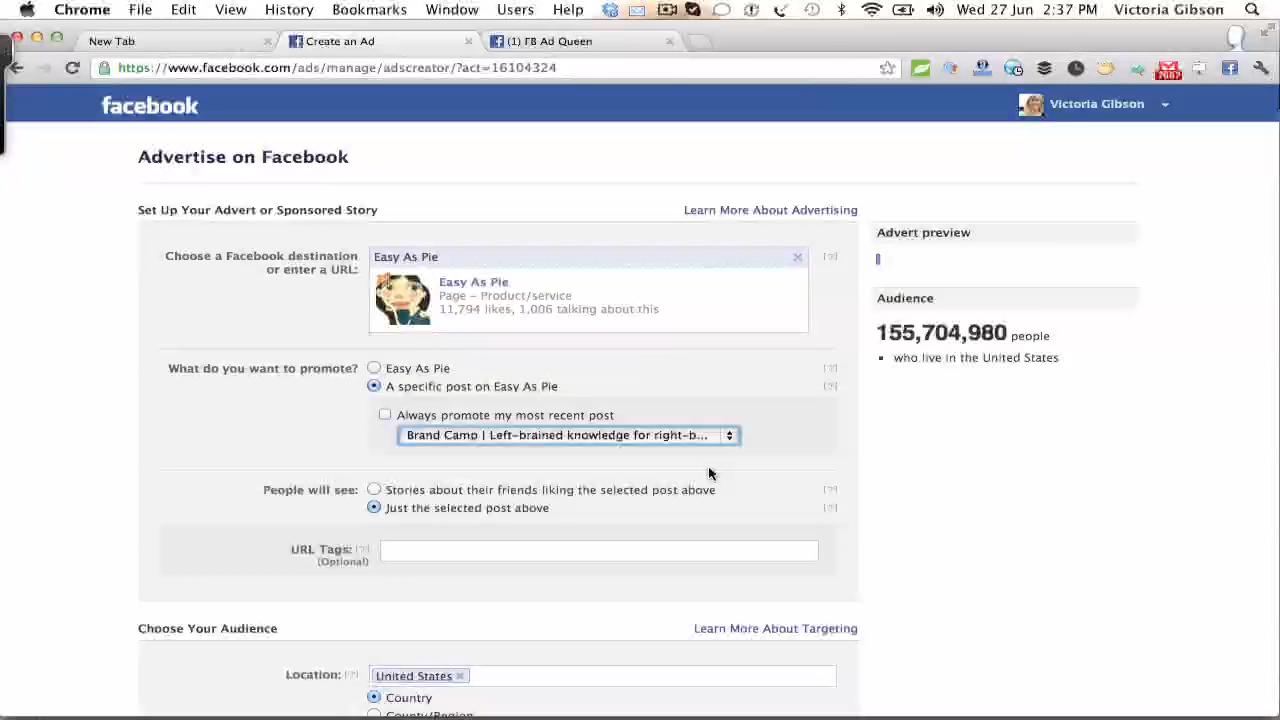 Chrome File Edit View History Bookmarks Window Users Help Wed 27 Jun 2:37 PM Victoria Gibson
New Tab Create an Ad (1) FB Ad Queen
https://www.facebook.com/ads/manage/adscreator/?act=16104324
facebook Victoria Gibson
Advertise on Facebook
Set Up Your Advert or Sponsored Story Learn More About Advertising
Advert preview
Choose a Facebook destination
or enter a URL:
Easy As Pie
[?]
Easy As Pie
Page – Product/service
11,794 likes, 1,006 talking about this
Audience
155,704,980 people
who live in the United States
What do you want to promote? Easy As Pie [?]
A specific post on Easy As Pie [?]
Always promote my most recent post
Brand Camp | Left-brained knowledge for right-b...
People will see: Stories about their friends liking the selected post above [?]
Just the selected post above [?]
URL Tags: [?]
(Optional)
Choose Your Audience Learn More About Targeting
Location: [?] United States
Country
County/Region